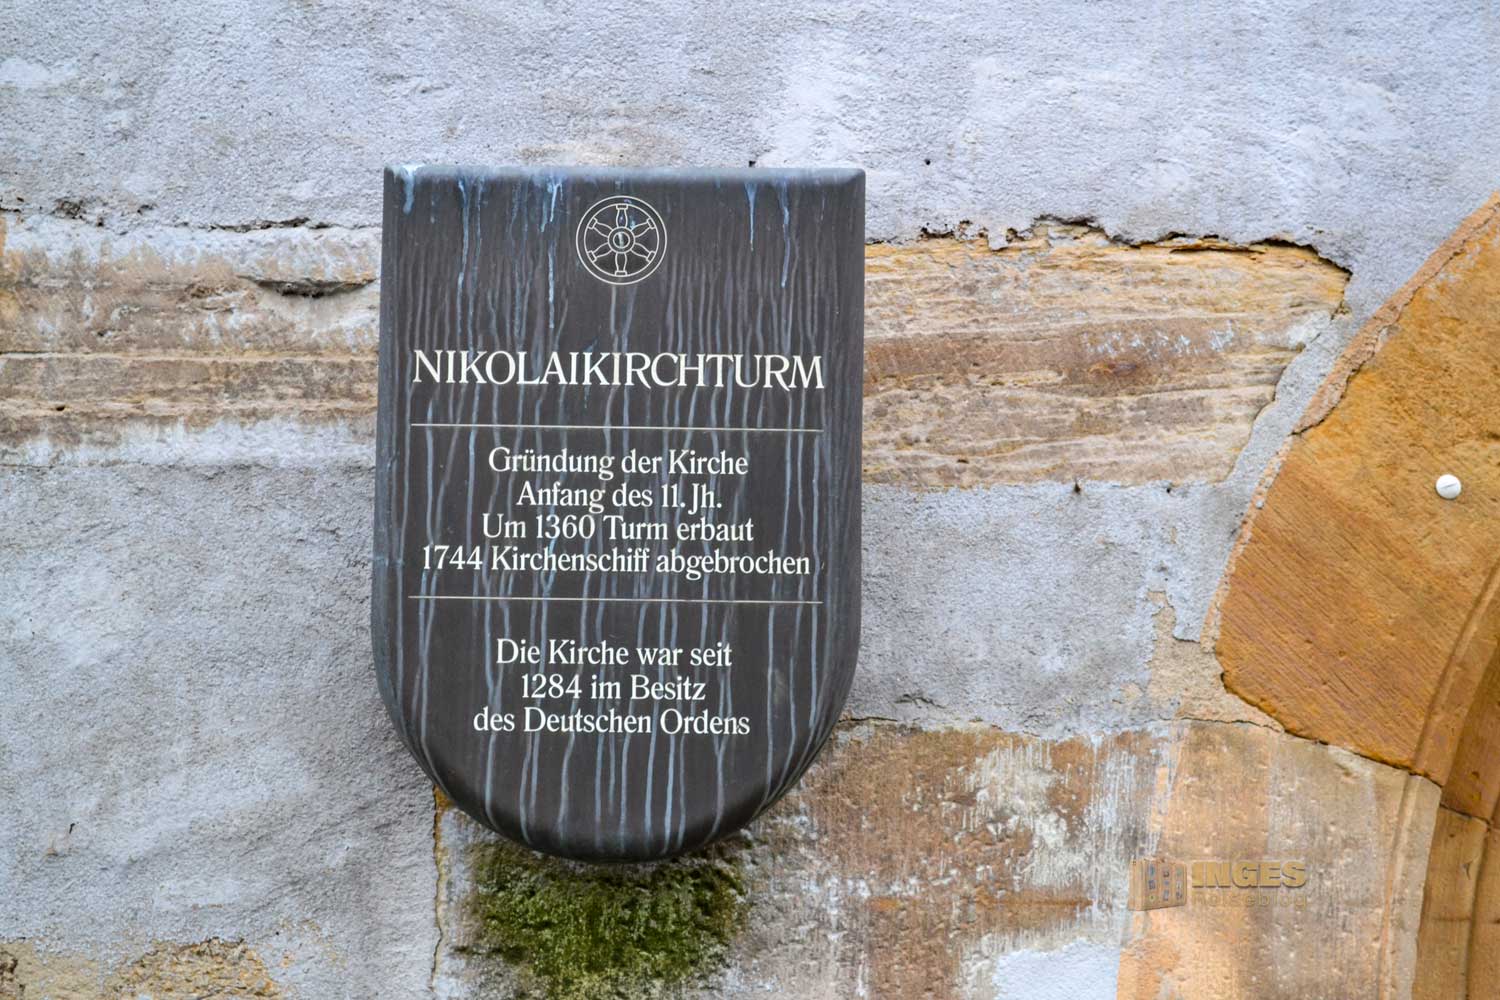 NIKOLAIKIRCHTURM
Gründung der Kirche
Anfang des 11. Jh.
Um 1360 Turm erbaut
1744 Kirchenschiff abgebrochen
Die Kirche war seit
1284 im Besitz
des Deutschen Ordens
INGES
Reiseblog